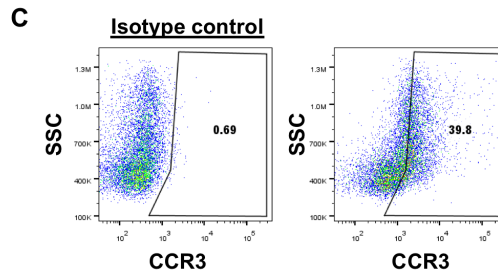 C
Isotype control
SSC
1.3M
1.0M
700K
400K
100K
0.69
10²
10³
10⁴
10⁵
CCR3
SSC
1.3M
1.0M
700K
400K
100K
39.8
10²
10³
10⁴
10⁵
CCR3